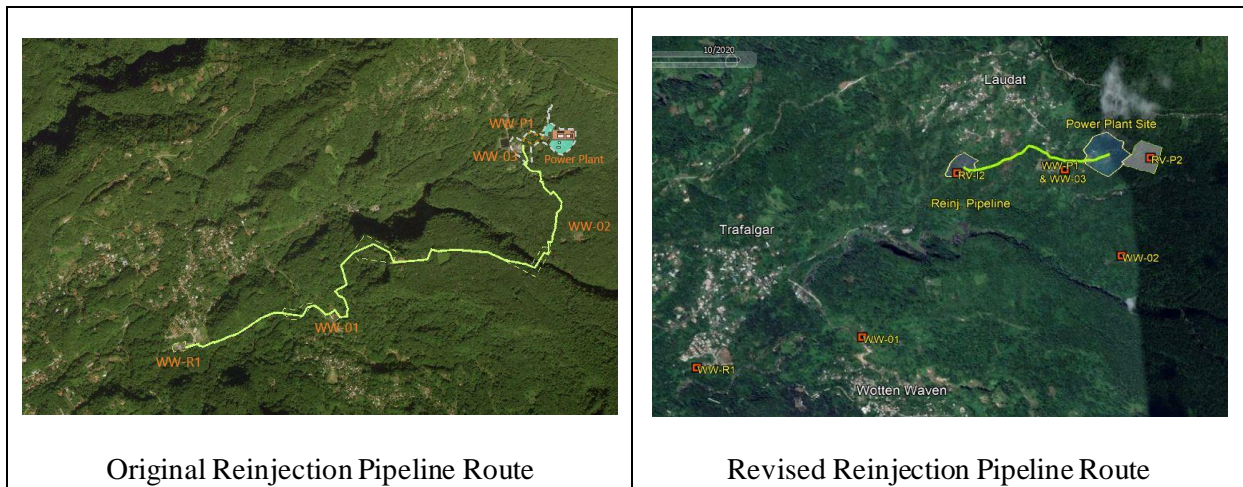 WW-P1
WW-03
Power Plant
WW-02
WW-01
WW-R1
Original Reinjection Pipeline Route
10/2020
Laudat
Power Plant Site
RV-P2
WW-P1
& WW-03
RV-I2
Reinj. Pipeline
Trafalgar
WW-02
WW-01
WW-R1
Wotten Waven
Revised Reinjection Pipeline Route